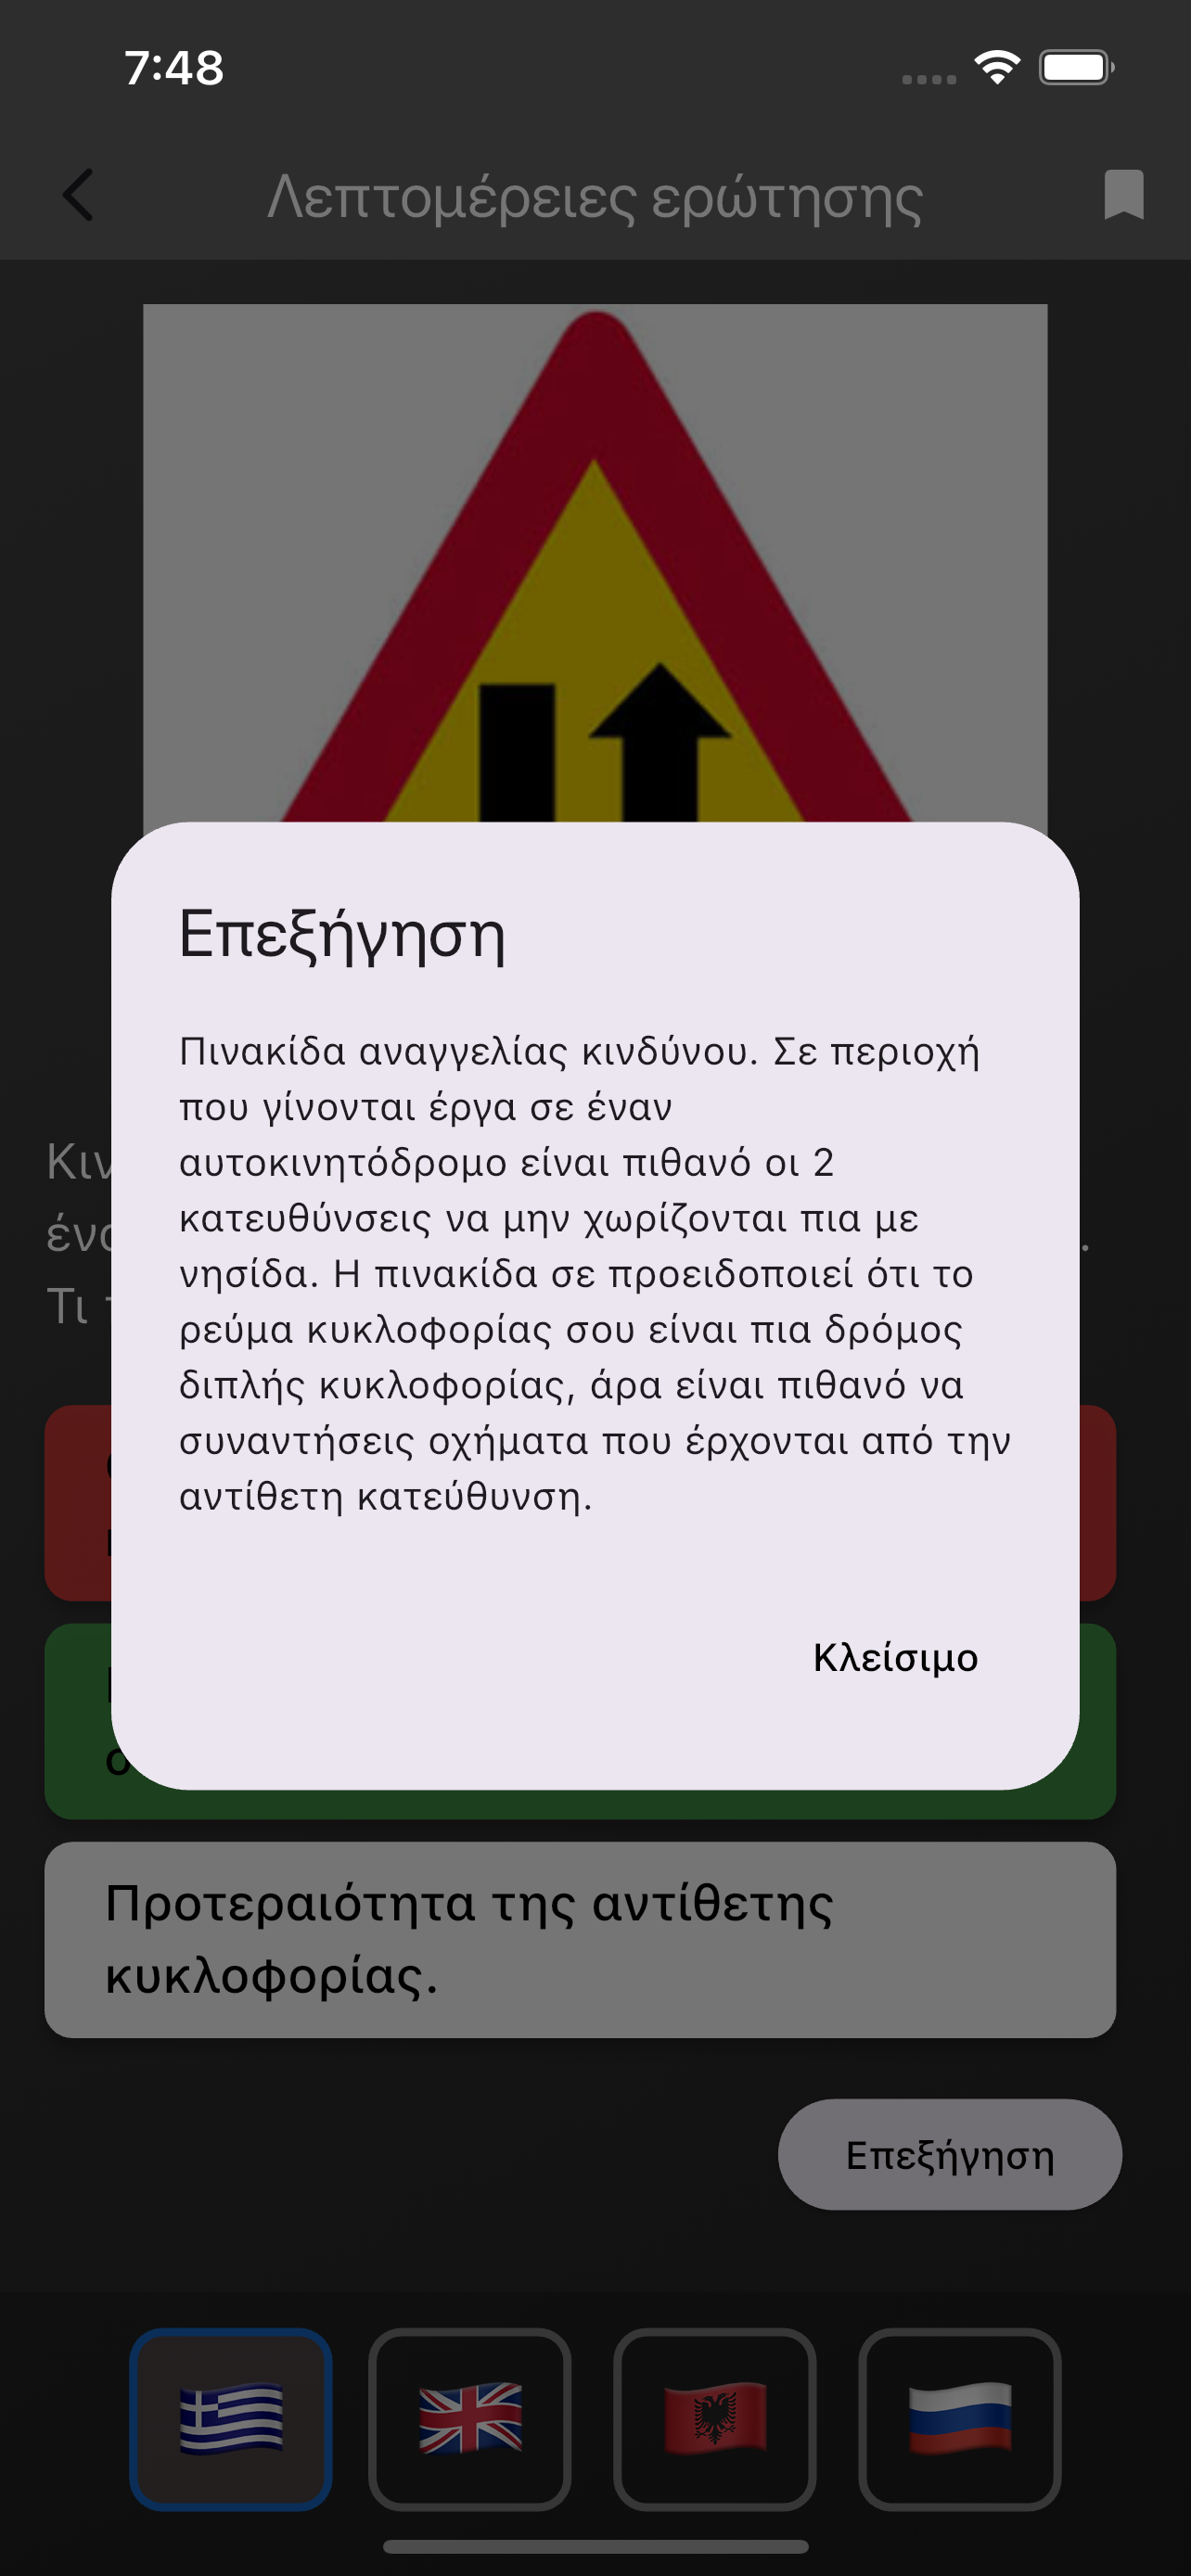 7:48
Λεπτομέρειες ερώτησης
Επεξήγηση
Πινακίδα αναγγελίας κινδύνου. Σε περιοχή
που γίνονται έργα σε έναν
αυτοκινητόδρομο είναι πιθανό οι 2
κατευθύνσεις να μην χωρίζονται πια με
νησίδα. Η πινακίδα σε προειδοποιεί ότι το
ρεύμα κυκλοφορίας σου είναι πια δρόμος
διπλής κυκλοφορίας, άρα είναι πιθανό να
συναντήσεις οχήματα που έρχονται από την
αντίθετη κατεύθυνση.
Τι
Κλείσιμο
Προτεραιότητα της αντίθετης
κυκλοφορίας.
Επεξήγηση